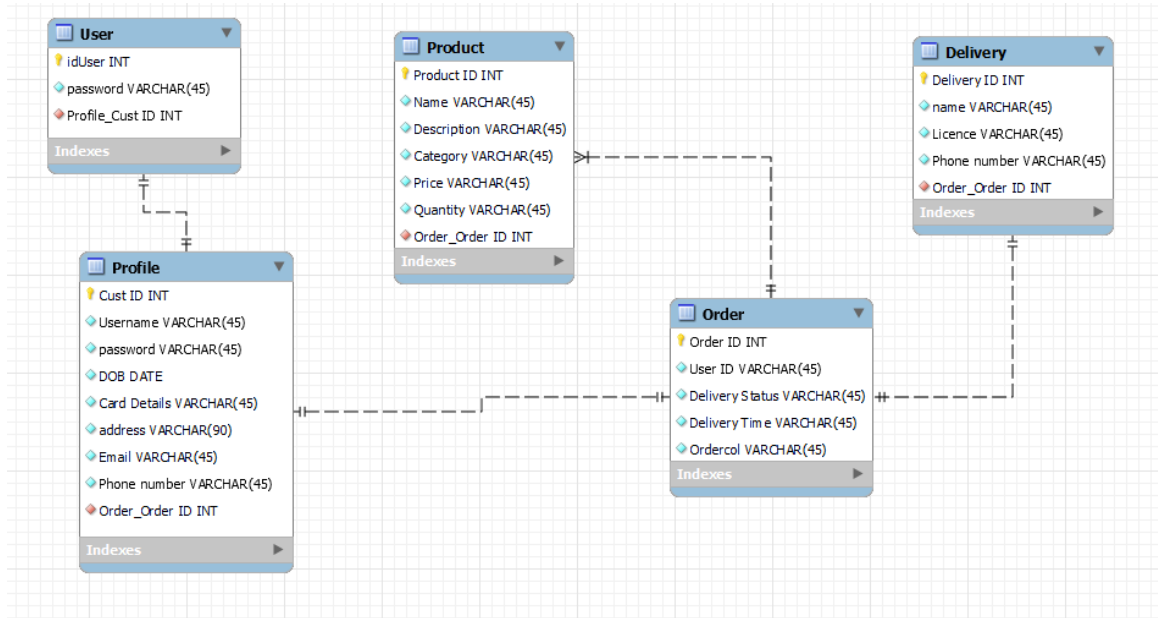 User
idUser INT
password VARCHAR(45)
Profile_Cust ID INT
Indexes
Product
Product ID INT
Name VARCHAR(45)
Description VARCHAR(45)
Category VARCHAR(45)
Price VARCHAR(45)
Quantity VARCHAR(45)
Order_Order ID INT
Indexes
Delivery
Delivery ID INT
name VARCHAR(45)
Licence VARCHAR(45)
Phone number VARCHAR(45)
Order_Order ID INT
Indexes
Profile
Cust ID INT
Username VARCHAR(45)
password VARCHAR(45)
DOB DATE
Card Details VARCHAR(45)
address VARCHAR(90)
Email VARCHAR(45)
Phone number VARCHAR(45)
Order_Order ID INT
Indexes
Order
Order ID INT
User ID VARCHAR(45)
Delivery Status VARCHAR(45)
Delivery Time VARCHAR(45)
Ordercol VARCHAR(45)
Indexes